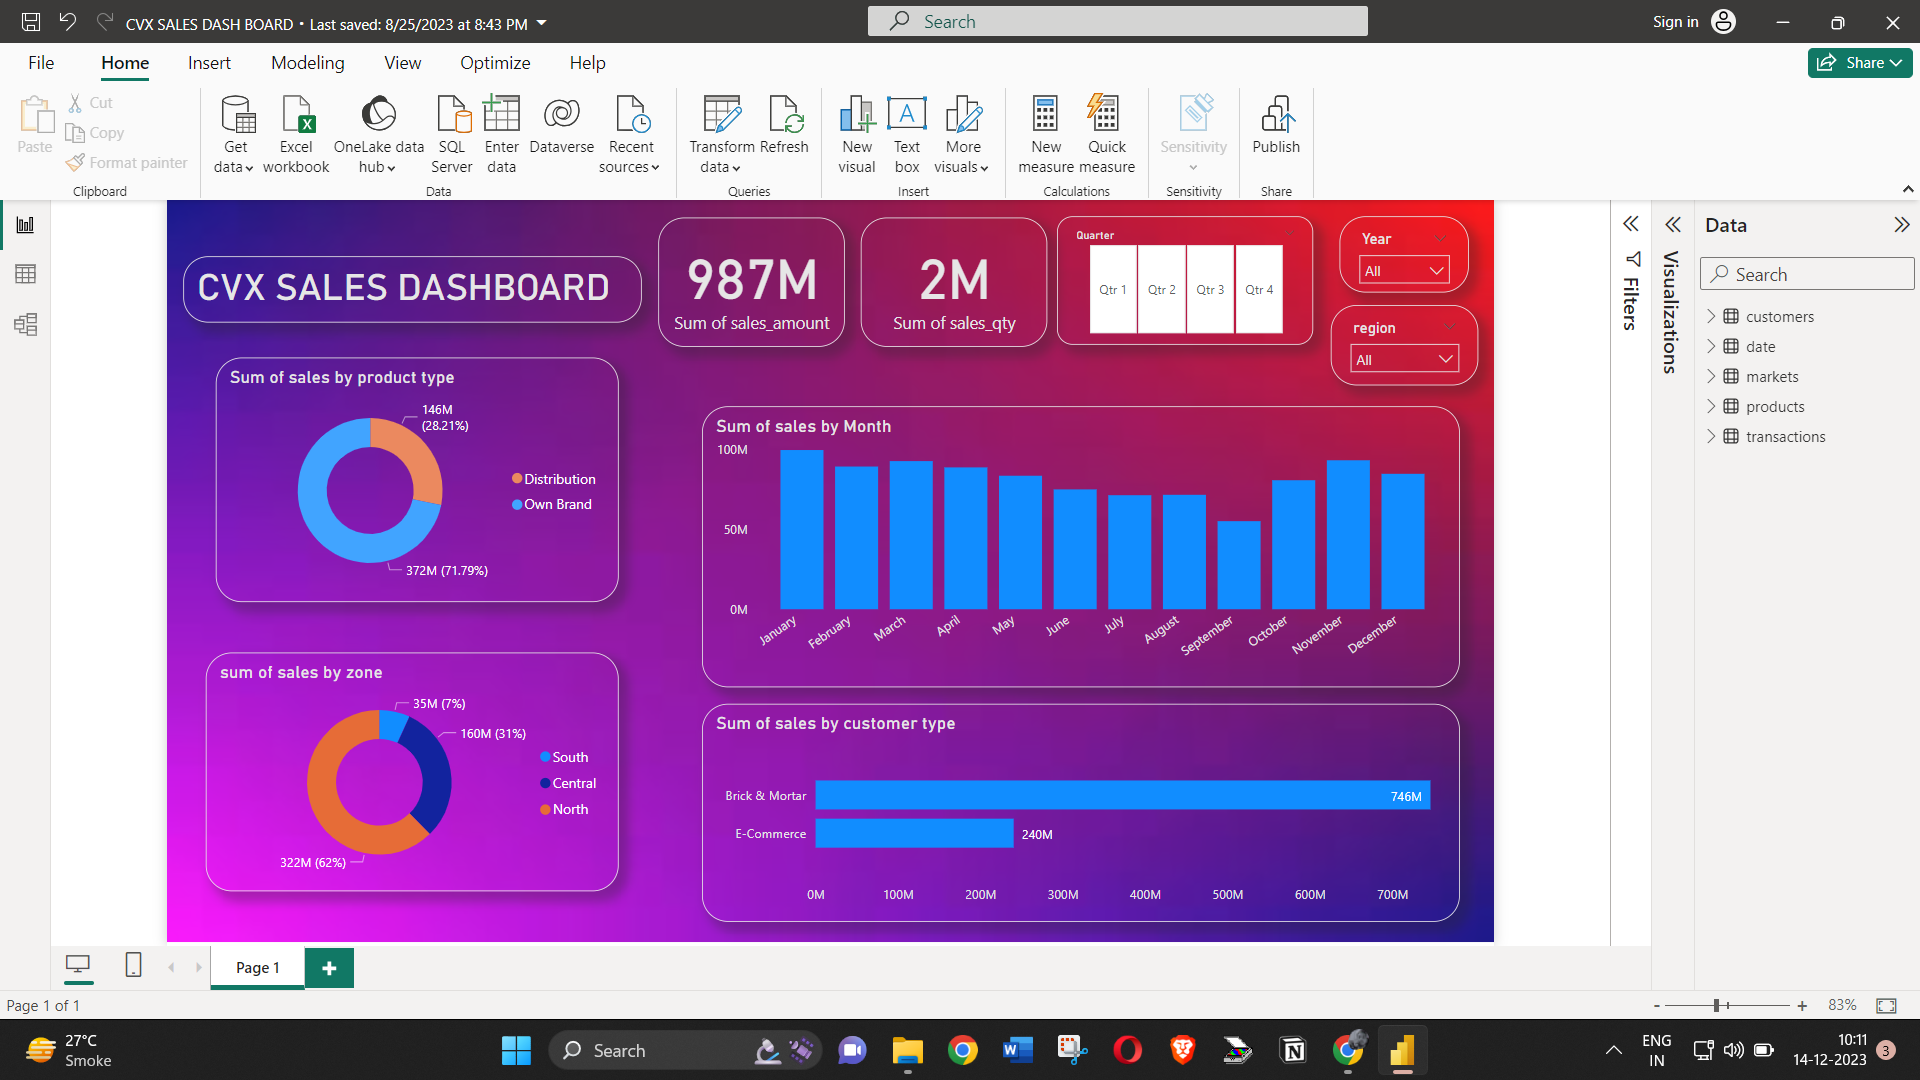 CVX SALES DASH BOARD • Last saved: 8/25/2023 at 8:43 PM
Search
Sign in
File Home Insert Modeling View Optimize Help
Share
Paste
Cut
Copy
Format painter
Clipboard
Get data
Excel workbook
OneLake data hub
SQL Server
Enter data
Dataverse
Recent sources
Data
Transform data
Refresh
Queries
New visual
Text box
More visuals
Insert
New measure
Quick measure
Calculations
Sensitivity
Sensitivity
Publish
Share
CVX SALES DASHBOARD
987M
Sum of sales_amount
2M
Sum of sales_qty
Quarter
Qtr 1 Qtr 2 Qtr 3 Qtr 4
Year
All
region
All
Sum of sales by product type
146M
(28.21%)
Distribution
Own Brand
372M (71.79%)
Sum of sales by Month
100M
50M
0M
January February March April May June July August September October November December
sum of sales by zone
35M (7%)
160M (31%)
South
Central
North
322M (62%)
Sum of sales by customer type
Brick & Mortar 746M
E-Commerce 240M
0M 100M 200M 300M 400M 500M 600M 700M
Filters
Visualizations
Data
Search
customers
date
markets
products
transactions
Page 1
Page 1 of 1
- + 83%
27°C
Smoke
Search
ENG
IN
10:11
14-12-2023
3